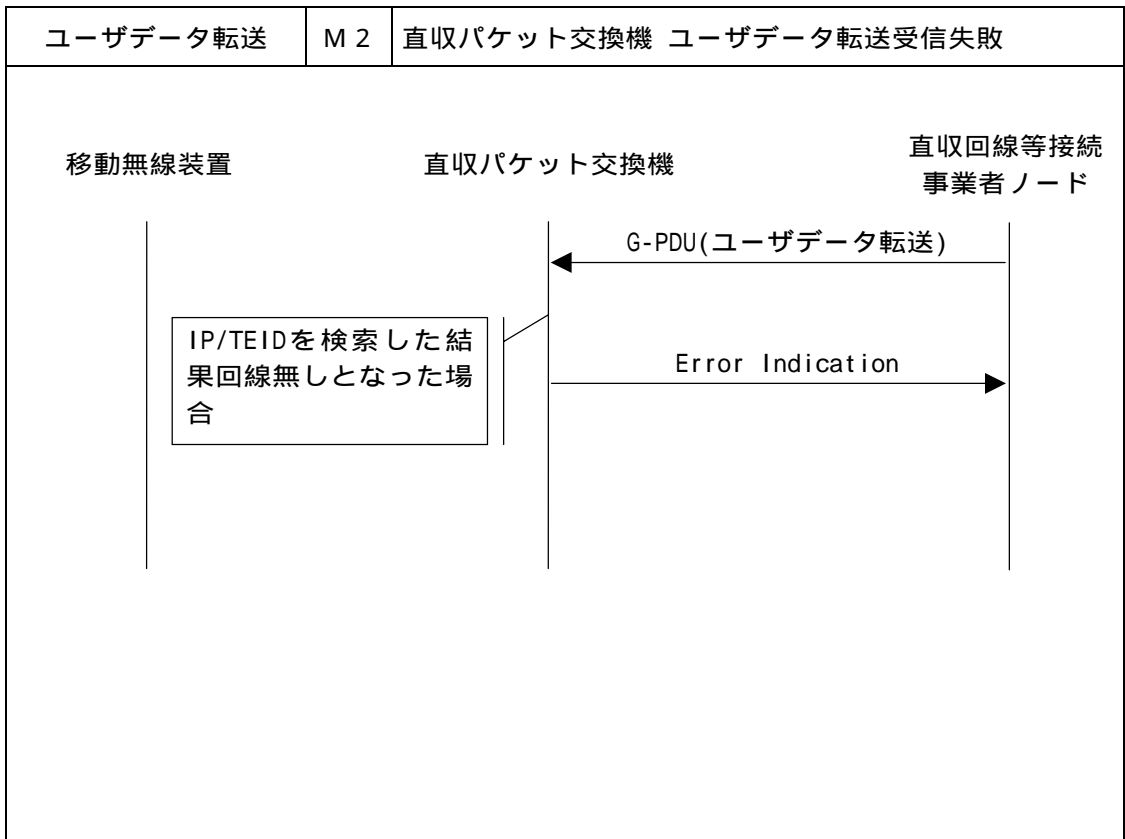 ユーザデータ転送
M2
直収パケット交換機 ユーザデータ転送受信失敗
移動無線装置
直収パケット交換機
直収回線等接続
事業者ノード
G-PDU(ユーザデータ転送)
IP/TEIDを検索した結
果回線無しとなった場
合
Error Indication